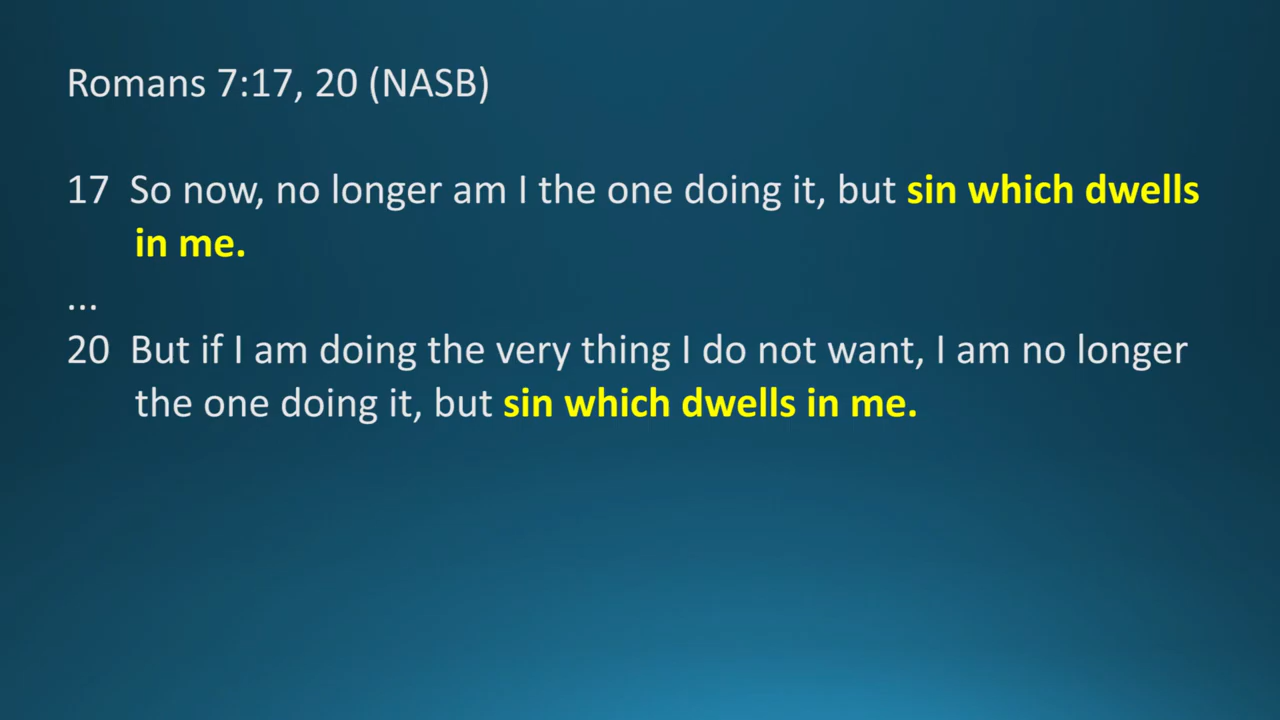 Romans 7:17, 20 (NASB)
17 So now, no longer am I the one doing it, but sin which dwells
in me.
...
20 But if I am doing the very thing I do not want, I am no longer
the one doing it, but sin which dwells in me.